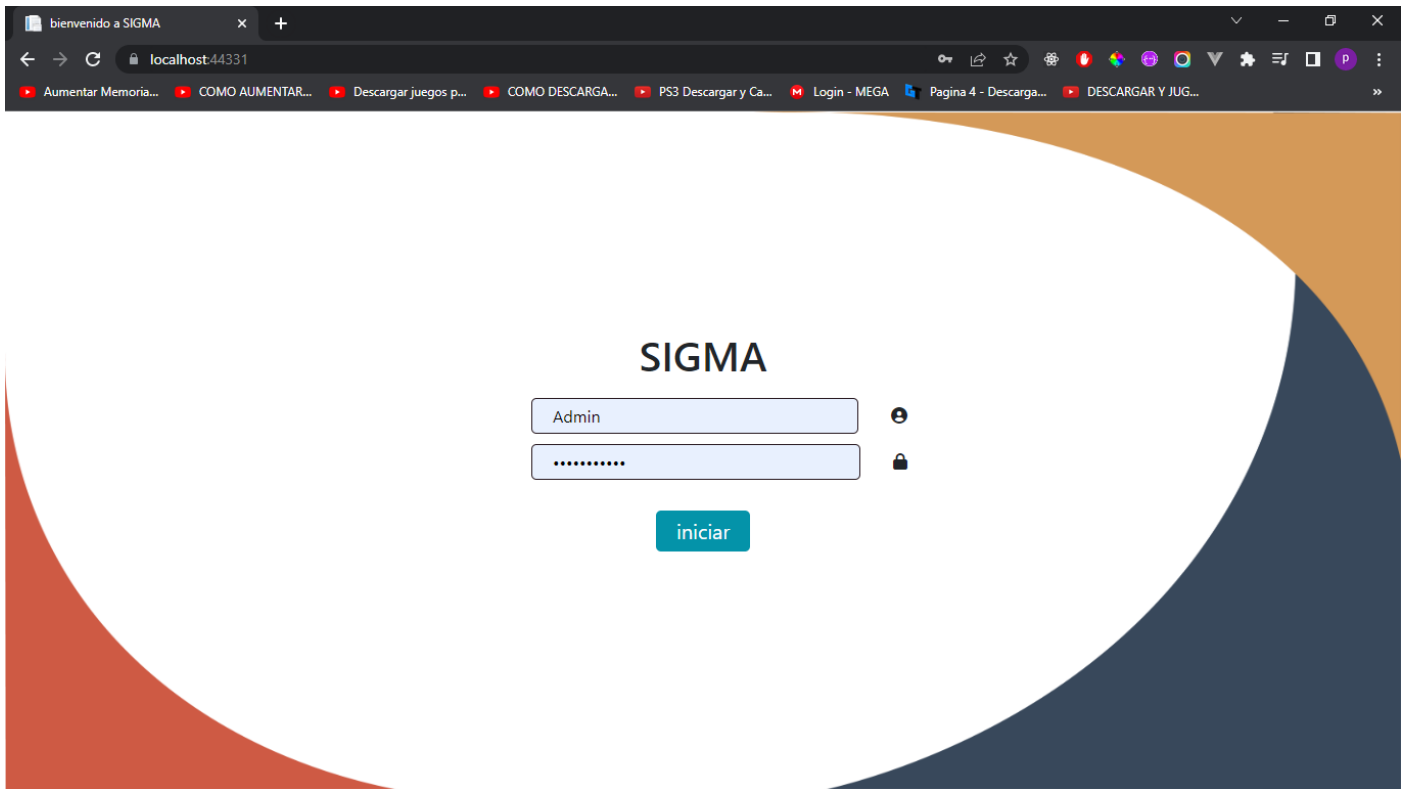 bienvenido a SIGMA
localhost:44331
P
Aumentar Memoria... COMO AUMENTAR... Descargar juegos p... COMO DESCARGA... PS3 Descargar y Ca... M Login - MEGA Pagina 4 - Descarga... DESCARGAR Y JUG... »
SIGMA
Admin
•••••••••••
iniciar